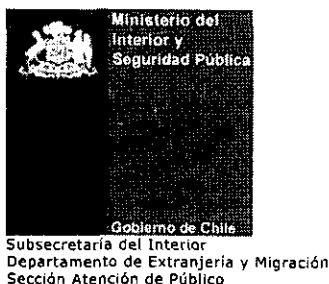 Ministerio del
Interior y
Seguridad Pública
Gobierno de Chile
Subsecretaría del Interior
Departamento de Extranjería y Migración
Sección Atención de Público